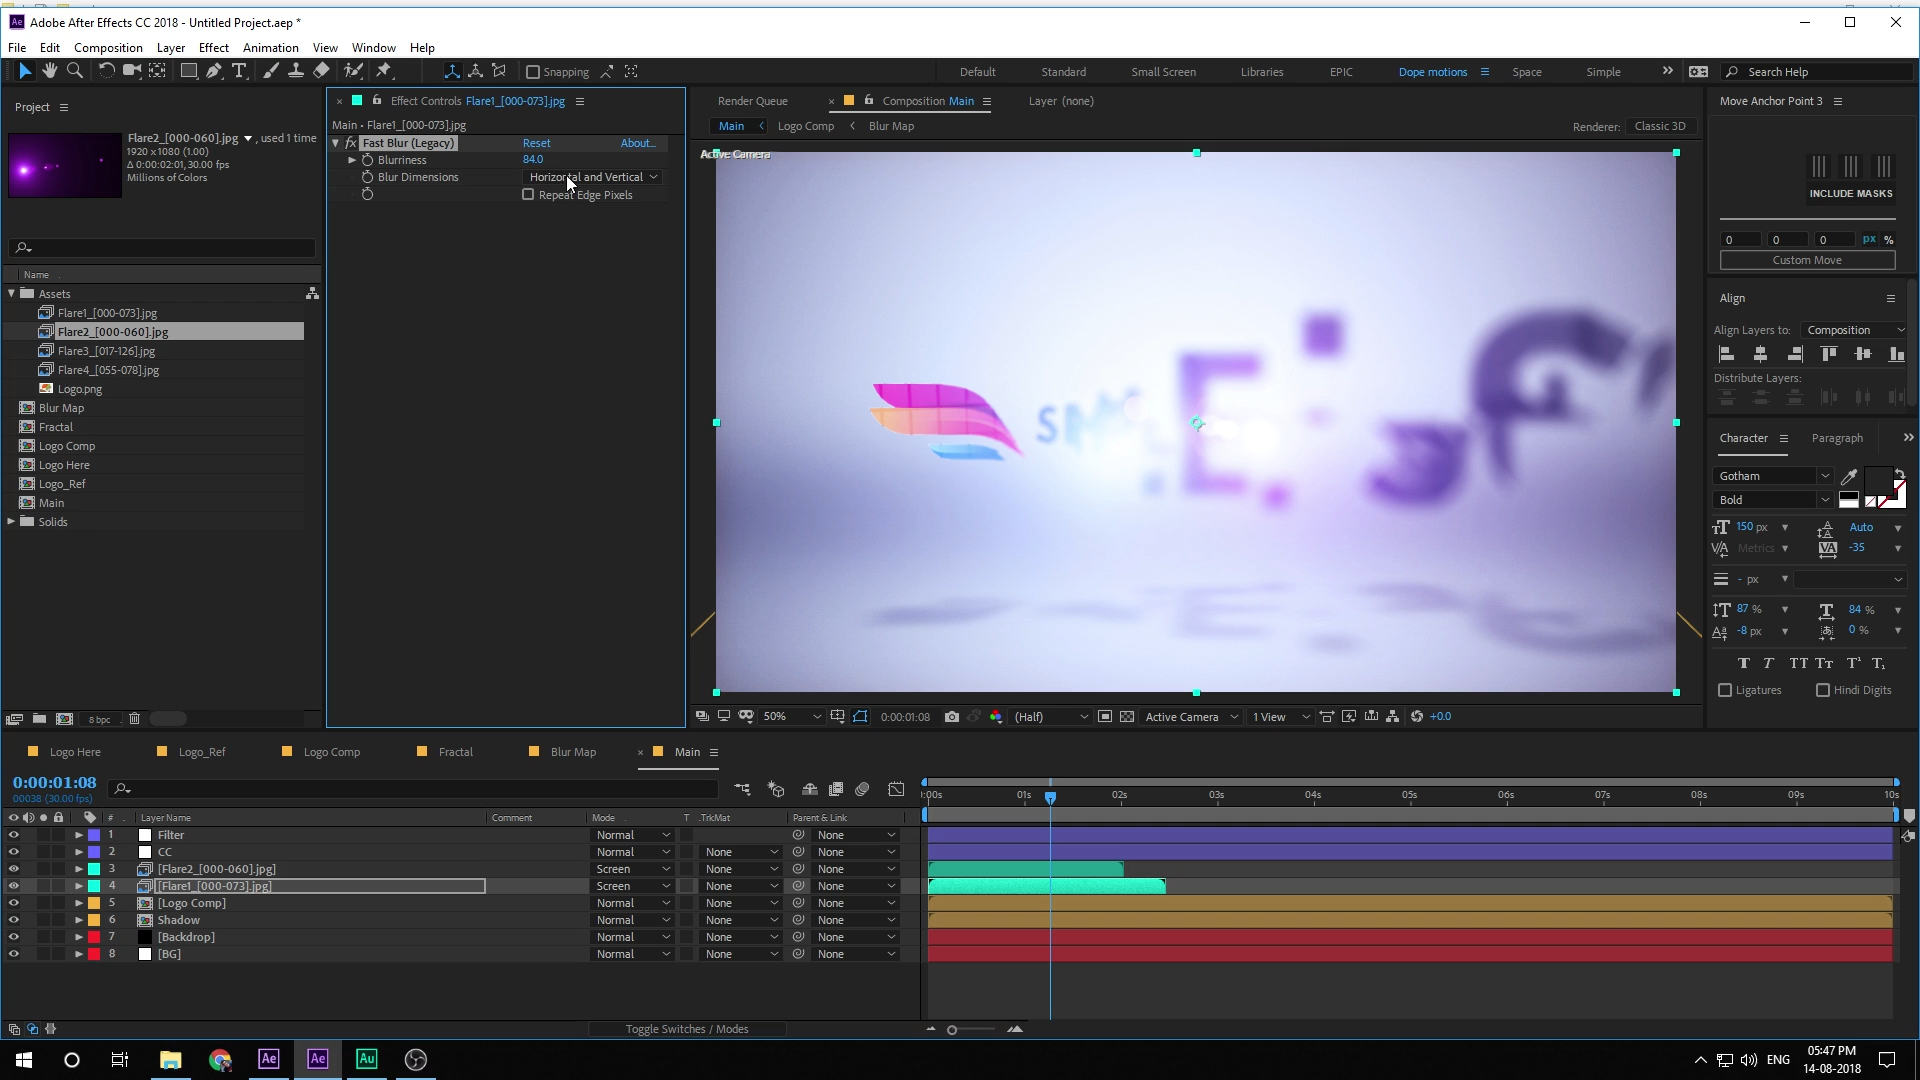 Adobe After Effects CC 2018 - Untitled Project.aep *
File Edit Composition Layer Effect Animation View Window Help
Snapping
Default Standard Small Screen Libraries EPIC Dope motions Space Simple
Search Help
Project
Flare2_[000-060].jpg , used 1 time
1920 x 1080 (1.00)
Δ 0:00:02:01, 30.00 fps
Millions of Colors
Name
Assets
Flare1_[000-073].jpg
Flare2_[000-060].jpg
Flare3_[017-126].jpg
Flare4_[055-078].jpg
Logo.png
Blur Map
Fractal
Logo Comp
Logo Here
Logo_Ref
Main
Solids
8 bpc
Effect Controls Flare1_[000-073].jpg
Main • Flare1_[000-073].jpg
fx Fast Blur (Legacy) Reset About...
Blurriness 84.0
Blur Dimensions Horizontal and Vertical
Repeat Edge Pixels
Render Queue Composition Main Layer (none)
Main Logo Comp Blur Map
Renderer: Classic 3D
Active Camera
50% 0:00:01:08 (Half) Active Camera 1 View +0.0
Move Anchor Point 3
INCLUDE MASKS
0 0 0 px %
Custom Move
Align
Align Layers to: Composition
Distribute Layers:
Character Paragraph
Gotham
Bold
150 px Auto
Metrics -35
- px
87 % 84 %
-8 px 0 %
Ligatures Hindi Digits
Logo Here Logo_Ref Logo Comp Fractal Blur Map Main
0:00:01:08
00038 (30.00 fps)
# Layer Name Comment Mode T .TrkMat Parent & Link
):00s 01s 02s 03s 04s 05s 06s 07s 08s 09s 10s
1 Filter Normal None
2 CC Normal None None
3 [Flare2_[000-060].jpg] Screen None None
4 [Flare1_[000-073].jpg] Screen None None
5 [Logo Comp] Normal None None
6 Shadow Normal None None
7 [Backdrop] Normal None None
8 [BG] Normal None None
Toggle Switches / Modes
Ae Ae Au
ENG
05:47 PM
14-08-2018